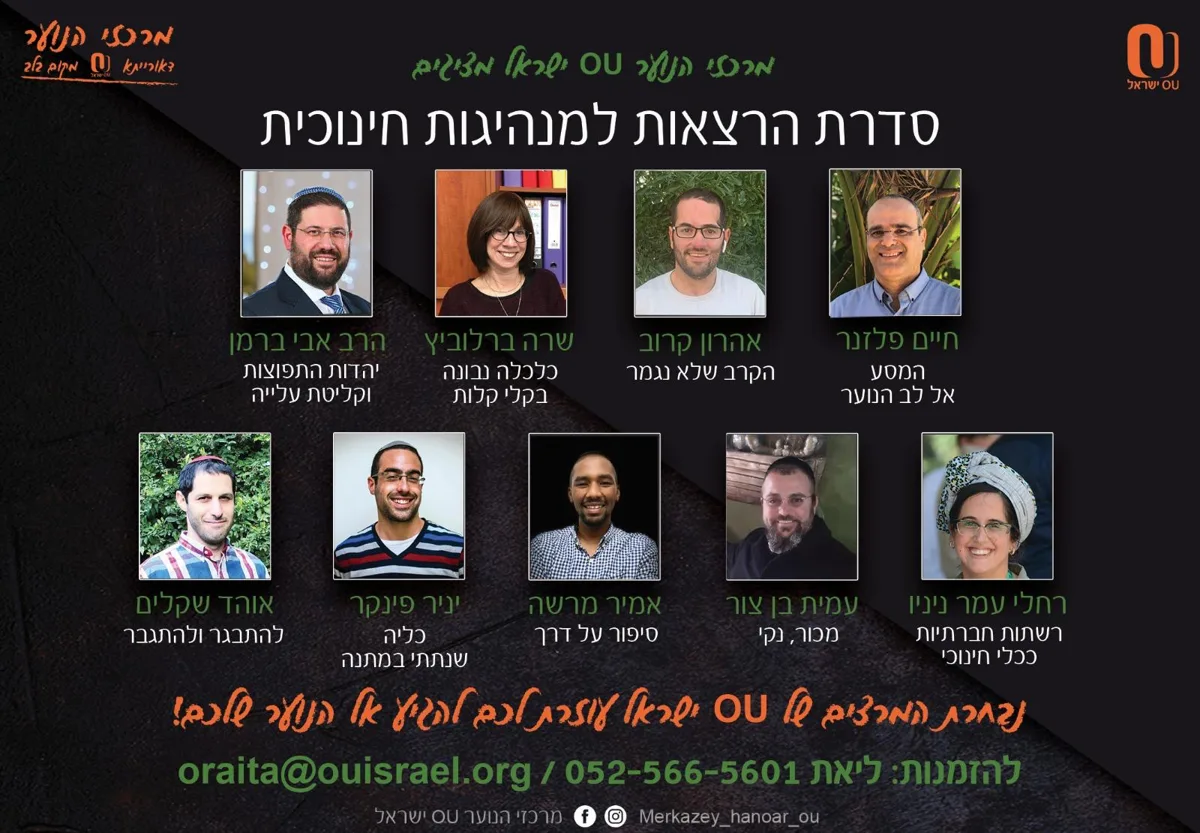 מרכזי הנוער
דאורייתא OU ישראל מקום בלב
OU ישראל
מרכזי הנוער OU ישראל מציגים
סדרת הרצאות למנהיגות חינוכית
חיים פלזנר
המסע
אל לב הנוער
אהרון קרוב
הקרב שלא נגמר
שרה ברלוביץ
כלכלה נבונה
בקלי קלות
הרב אבי ברמן
יהדות התפוצות
וקליטת עלייה
רחלי עמר ניניו
רשתות חברתיות
ככלי חינוכי
עמית בן צור
מכור, נקי
אמיר מרשה
סיפור על דרך
יניר פינקר
כליה
שנתתי במתנה
אוהד שקלים
להתבגר ולהתגבר
נבחרת המרצים של OU ישראל עוזרת לכם להגיע אל הנוער שלכם!
להזמנות: ליאת 052-566-5601 / oraita@ouisrael.org
מרכזי הנוער OU ישראל Merkazey_hanoar_ou